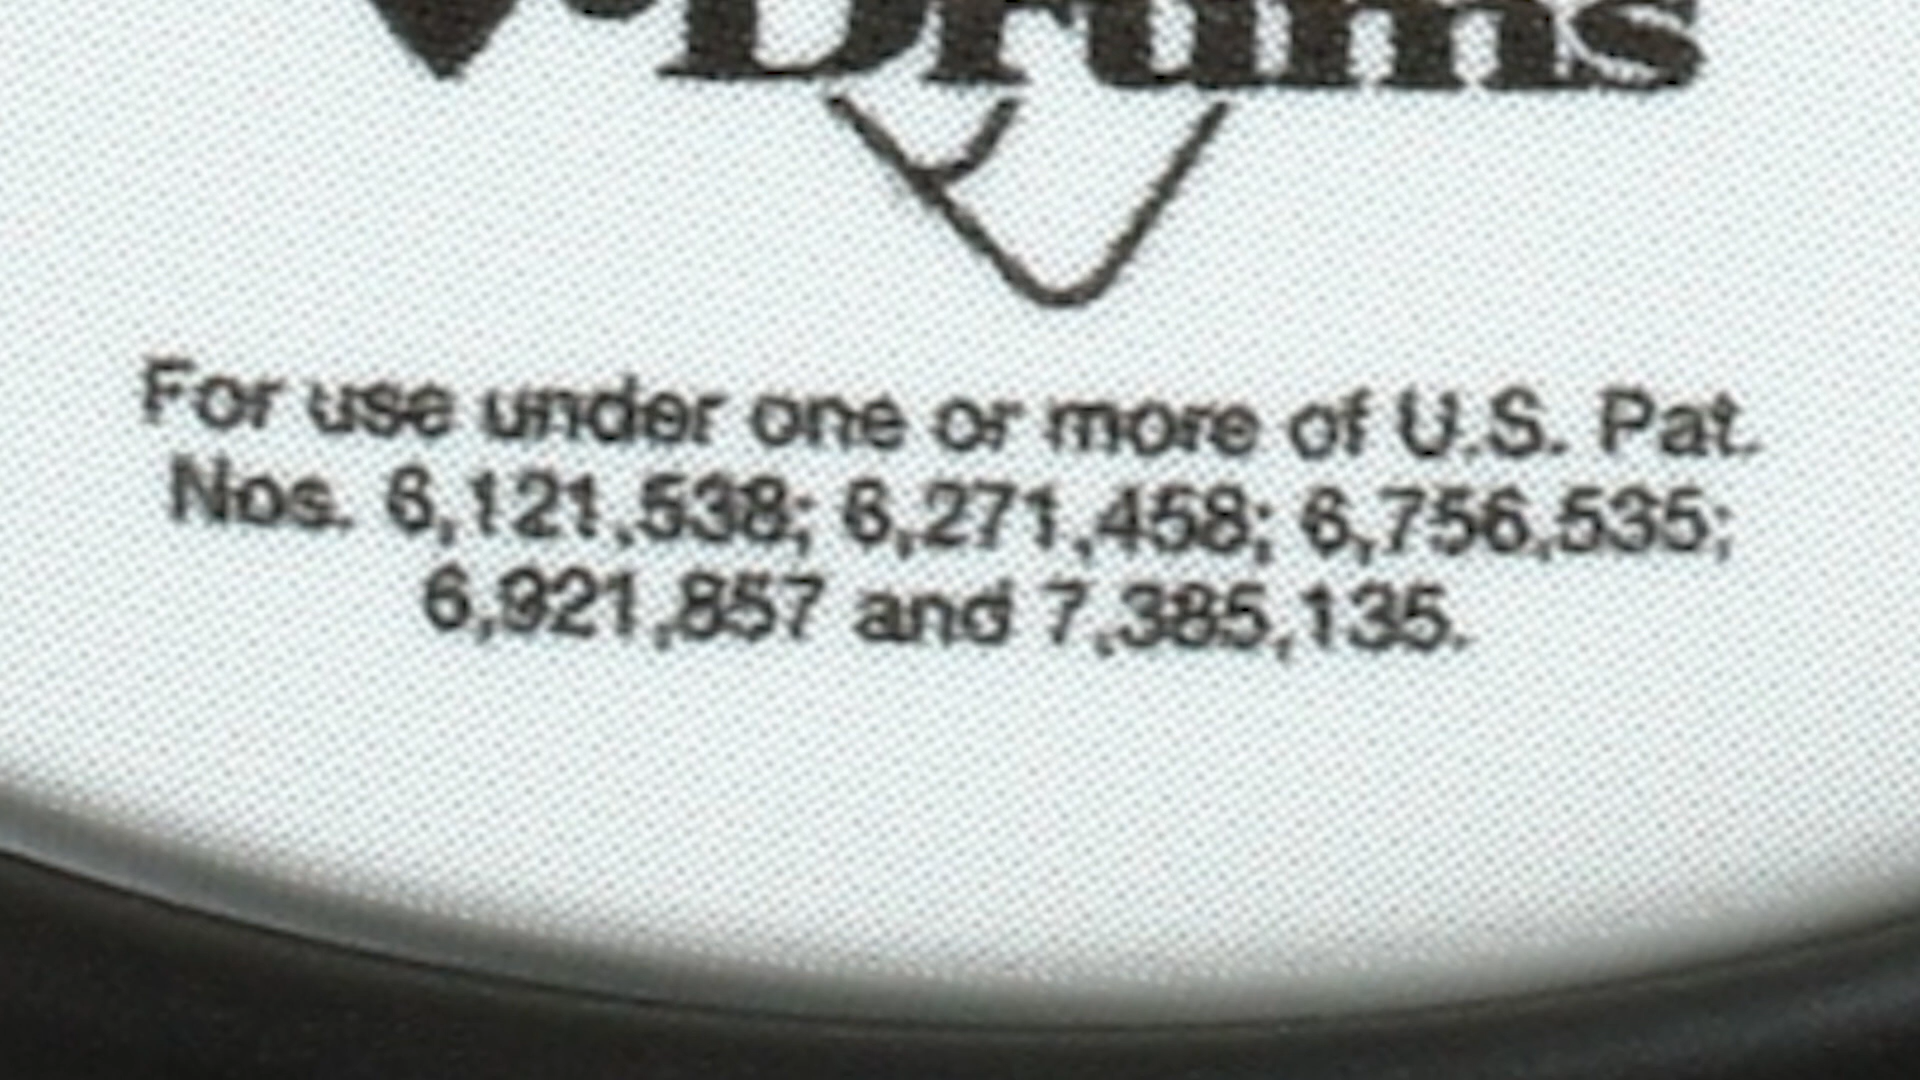 Drums
For use under one or more of U.S. Pat.
Nos. 6,121,538; 6,271,458; 6,756,535;
6,921,857 and 7,385,135.